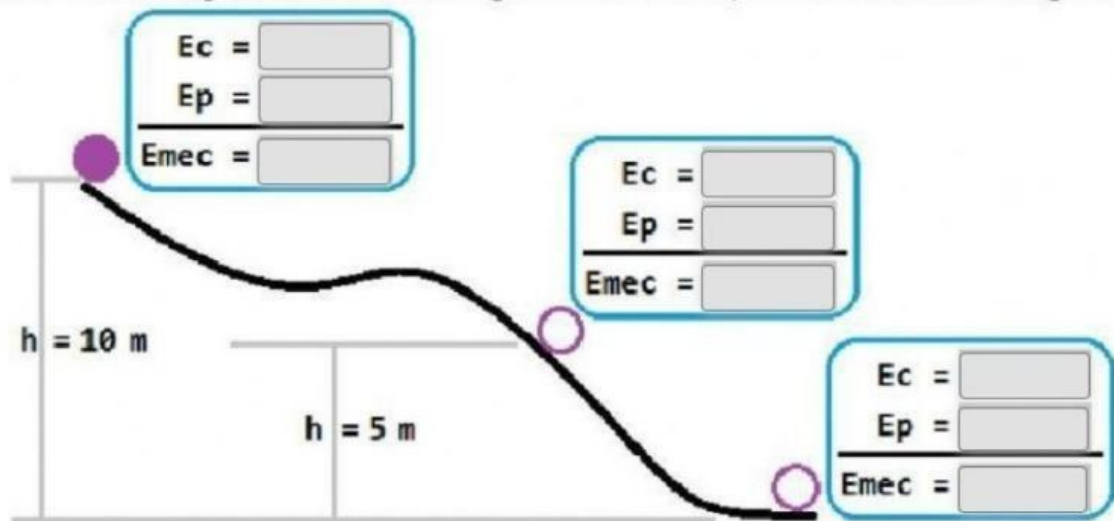 Ec =
Ep =
Emec =
Ec =
Ep =
Emec =
h = 10 m
h = 5 m
Ec =
Ep =
Emec =